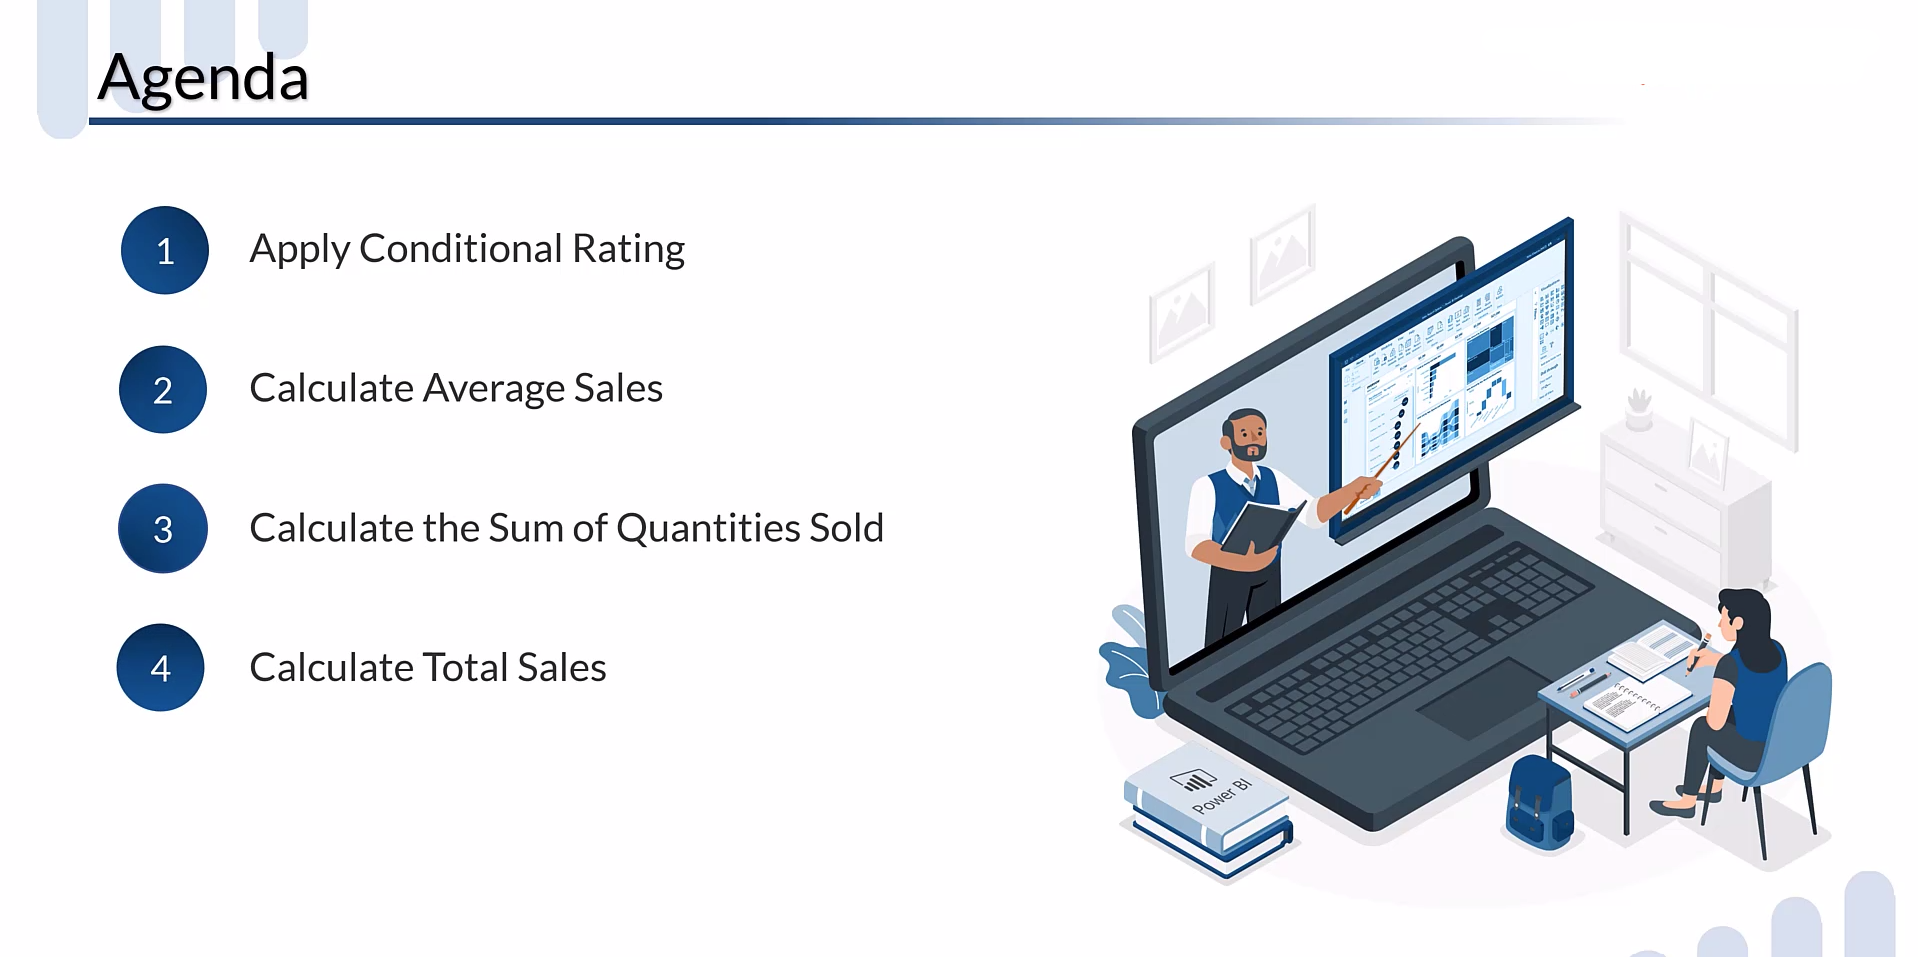 Agenda
1 Apply Conditional Rating
2 Calculate Average Sales
3 Calculate the Sum of Quantities Sold
4 Calculate Total Sales
Power BI